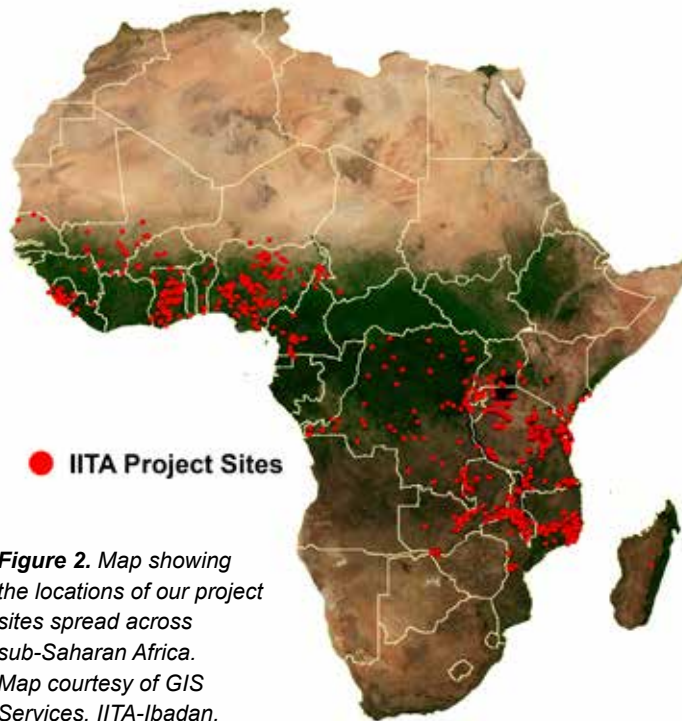 IITA Project Sites
Figure 2. Map showing
the locations of our project
sites spread across
sub-Saharan Africa.
Map courtesy of GIS
Services, IITA-Ibadan.